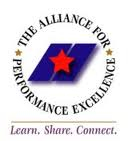 THE ALLIANCE FOR
PERFORMANCE EXCELLENCE
Learn. Share. Connect.